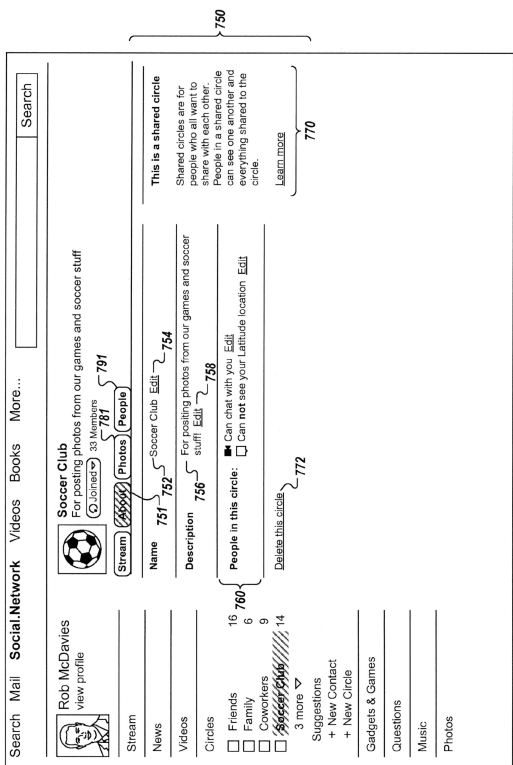 Search Mail Social.Network Videos Books More...
Search
Rob McDavies
view profile
Stream
News
Videos
Circles
Friends 16
Family 6
Coworkers 9
Soccer Club 14
3 more
Suggestions
+ New Contact
+ New Circle
Gadgets & Games
Questions
Music
Photos
Soccer Club
For posting photos from our games and soccer stuff
Joined 33 Members
781
791
Stream About Photos People
751
752
Name Soccer Club Edit 754
Description 756 For positing photos from our games and soccer
stuff! Edit 758
760
People in this circle: Can chat with you Edit
Can not see your Latitude location Edit
Delete this circle 772
This is a shared circle
Shared circles are for
people who all want to
share with each other.
People in a shared circle
can see one another and
everything shared to the
circle.
Learn more
770
750